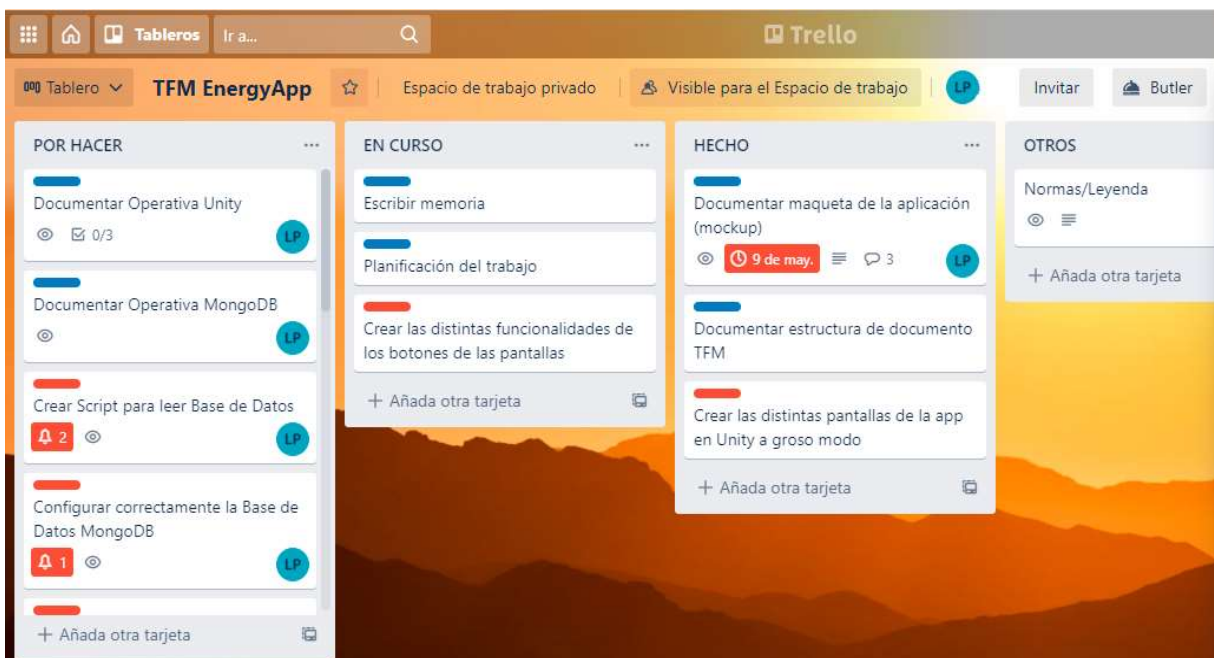 Tableros
Ir a...
Trello
Tablero
TFM EnergyApp
Espacio de trabajo privado
Visible para el Espacio de trabajo
LP
Invitar
Butler
POR HACER
Documentar Operativa Unity
0/3
LP
Documentar Operativa MongoDB
LP
Crear Script para leer Base de Datos
2
LP
Configurar correctamente la Base de
Datos MongoDB
1
LP
+ Añada otra tarjeta
EN CURSO
Escribir memoria
Planificación del trabajo
Crear las distintas funcionalidades de
los botones de las pantallas
+ Añada otra tarjeta
HECHO
Documentar maqueta de la aplicación
(mockup)
9 de may.
3
LP
Documentar estructura de documento
TFM
Crear las distintas pantallas de la app
en Unity a groso modo
+ Añada otra tarjeta
OTROS
Normas/Leyenda
+ Añada otra tarjeta